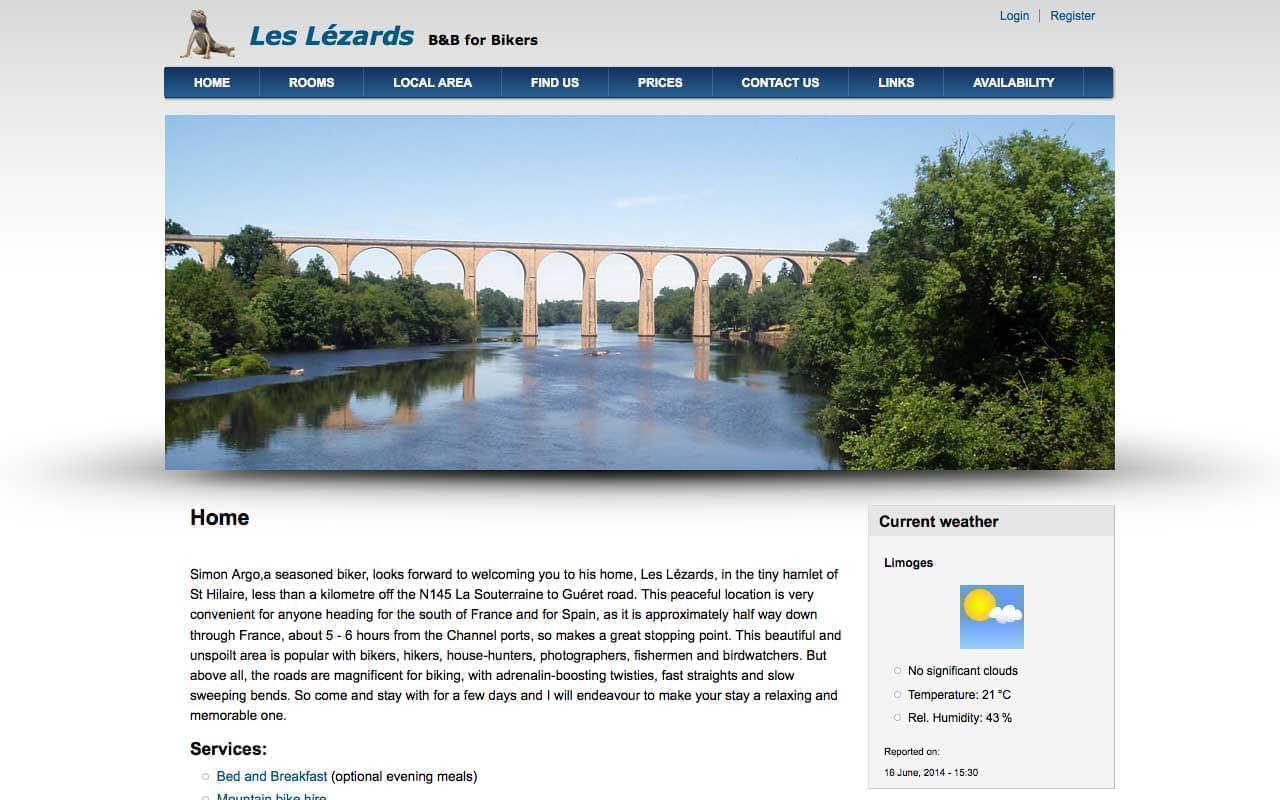 Login Register
Les Lézards B&B for Bikers
HOME ROOMS LOCAL AREA FIND US PRICES CONTACT US LINKS AVAILABILITY
Home
Simon Argo,a seasoned biker, looks forward to welcoming you to his home, Les Lézards, in the tiny hamlet of
St Hilaire, less than a kilometre off the N145 La Souterraine to Guéret road. This peaceful location is very
convenient for anyone heading for the south of France and for Spain, as it is approximately half way down
through France, about 5 - 6 hours from the Channel ports, so makes a great stopping point. This beautiful and
unspoilt area is popular with bikers, hikers, house-hunters, photographers, fishermen and birdwatchers. But
above all, the roads are magnificent for biking, with adrenalin-boosting twisties, fast straights and slow
sweeping bends. So come and stay with for a few days and I will endeavour to make your stay a relaxing and
memorable one.
Services:
Bed and Breakfast (optional evening meals)
Mountain bike hire
Current weather
Limoges
No significant clouds
Temperature: 21 °C
Rel. Humidity: 43 %
Reported on:
16 June, 2014 - 15:30